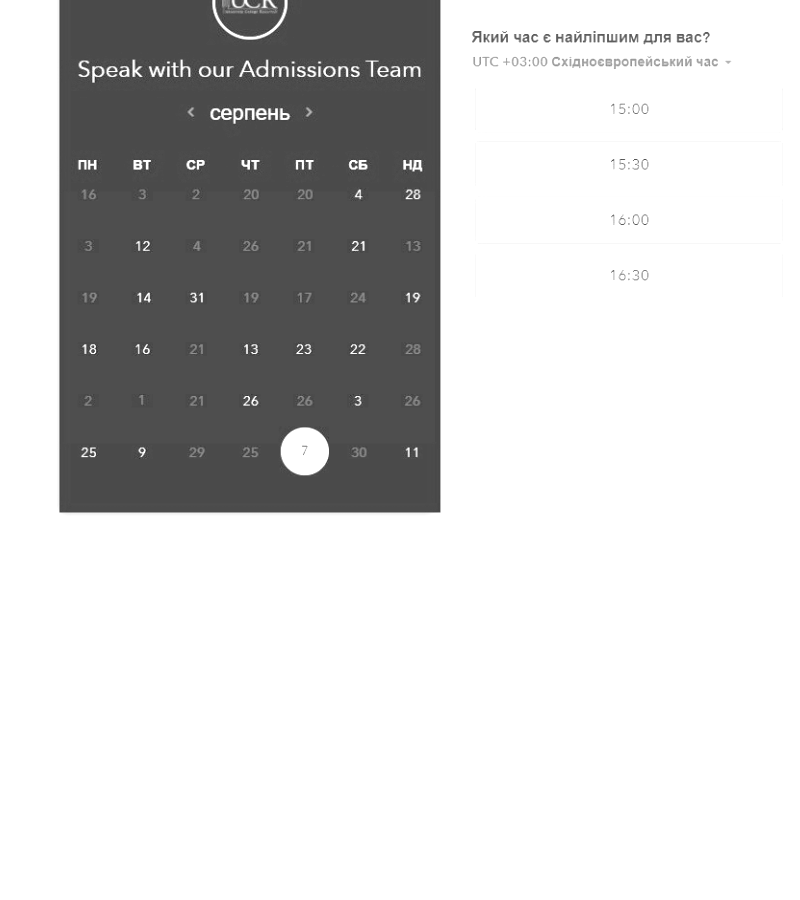 UCR
Speak with our Admissions Team
серпень
ПН ВТ СР ЧТ ПТ СБ НД
16 3 2 20 20 4 28
3 12 4 26 21 21 13
19 14 31 19 17 24 19
18 16 21 13 23 22 28
2 1 21 26 26 3 26
25 9 29 25 7 30 11
Який час є найліпшим для вас?
UTC +03:00 Східноєвропейський час
15:00
15:30
16:00
16:30